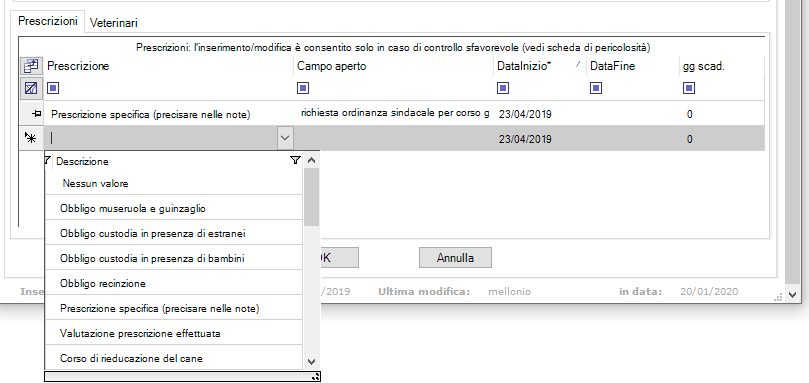 Prescrizioni Veterinari
Prescrizioni: l'inserimento/modifica è consentito solo in caso di controllo sfavorevole (vedi scheda di pericolosità)
Prescrizione Campo aperto DataInizio* DataFine gg scad.
Prescrizione specifica (precisare nelle note) richiesta ordinanza sindacale per corso g 23/04/2019 0
23/04/2019 0
Descrizione
Nessun valore
Obbligo museruola e guinzaglio
Obbligo custodia in presenza di estranei
Obbligo custodia in presenza di bambini
Obbligo recinzione
Prescrizione specifica (precisare nelle note)
Valutazione prescrizione effettuata
Corso di rieducazione del cane
OK Annulla
Inse /2019 Ultima modifica: mellonio in data: 20/01/2020